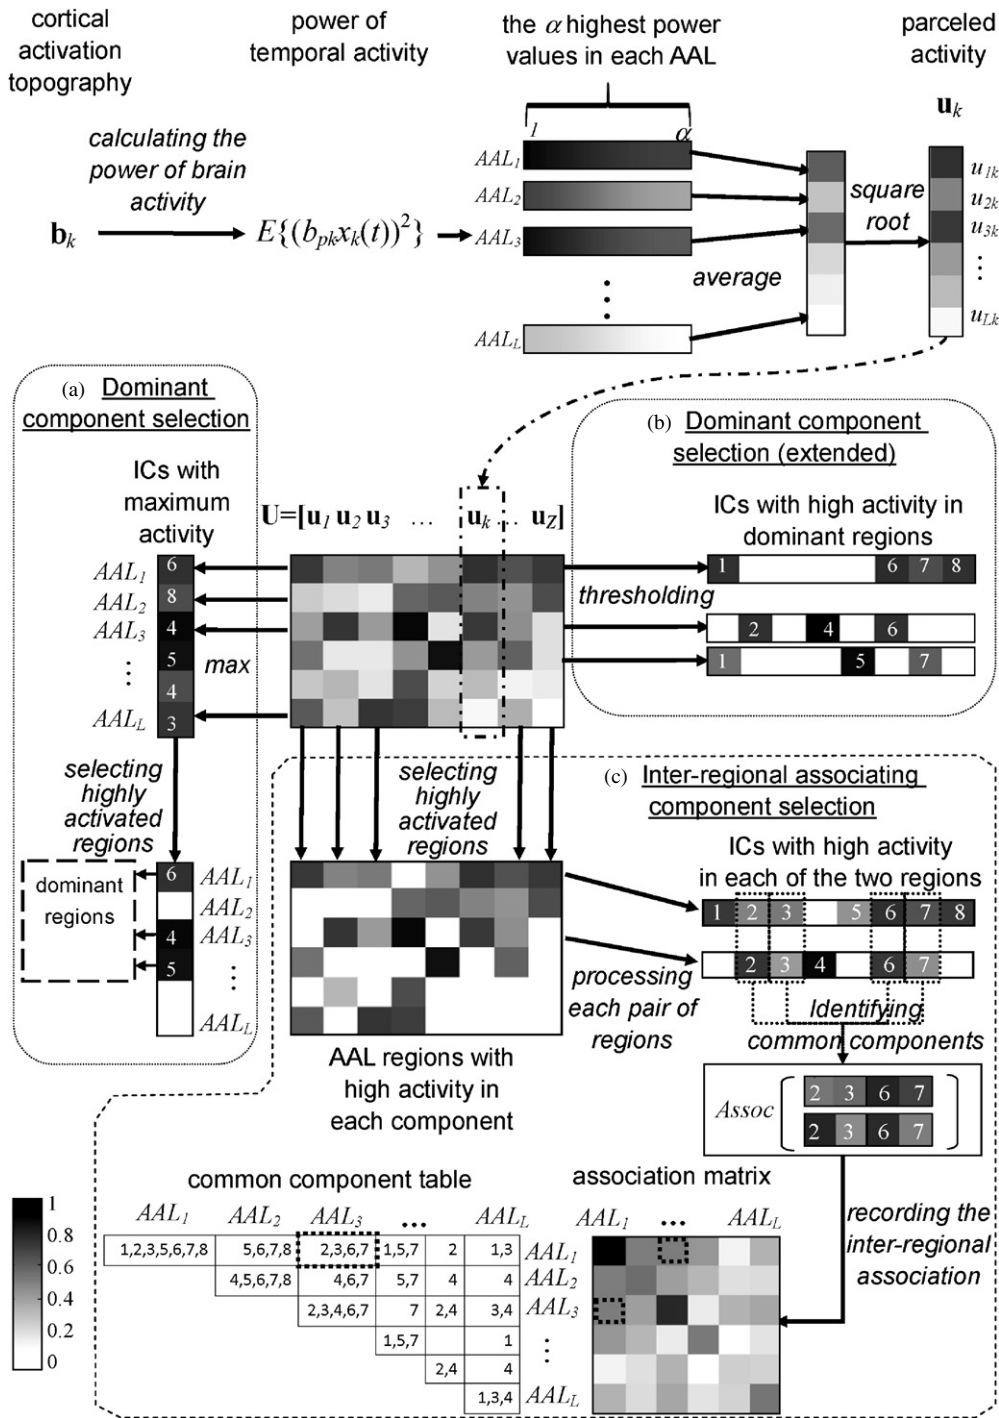 cortical
activation
topography
power of
temporal activity
the α highest power
values in each AAL
parceled
activity
u_k
1 α
calculating the
power of brain
activity
b_k
E{(b_pk x_k(t))²}
AAL_1
AAL_2
AAL_3
AAL_L
average
square
root
u_1k
u_2k
u_3k
u_Lk
(a) Dominant
component selection
ICs with
maximum
activity
AAL_1 6
AAL_2 8
AAL_3 4
5
4
AAL_L 3
max
selecting
highly
activated
regions
dominant
regions
6 AAL_1
AAL_2
4 AAL_3
5
AAL_L
U=[u_1 u_2 u_3 … u_k … u_Z]
(b) Dominant component
selection (extended)
ICs with high activity in
dominant regions
thresholding
1 6 7 8
2 4 6
1 5 7
(c) Inter-regional associating
component selection
selecting
highly
activated
regions
AAL regions with
high activity in
each component
ICs with high activity
in each of the two regions
1 2 3 5 6 7 8
2 3 4 6 7
processing
each pair of
regions
Identifying
common components
Assoc
2 3 6 7
2 3 6 7
recording the
inter-regional
association
common component table
AAL_1 AAL_2 AAL_3 … AAL_L
1,2,3,5,6,7,8 5,6,7,8 2,3,6,7 1,5,7 2 1,3 AAL_1
4,5,6,7,8 4,6,7 5,7 4 4 AAL_2
2,3,4,6,7 7 2,4 3,4 AAL_3
1,5,7 1
2,4 4
1,3,4 AAL_L
association matrix
AAL_1 … AAL_L
1
0.8
0.6
0.4
0.2
0